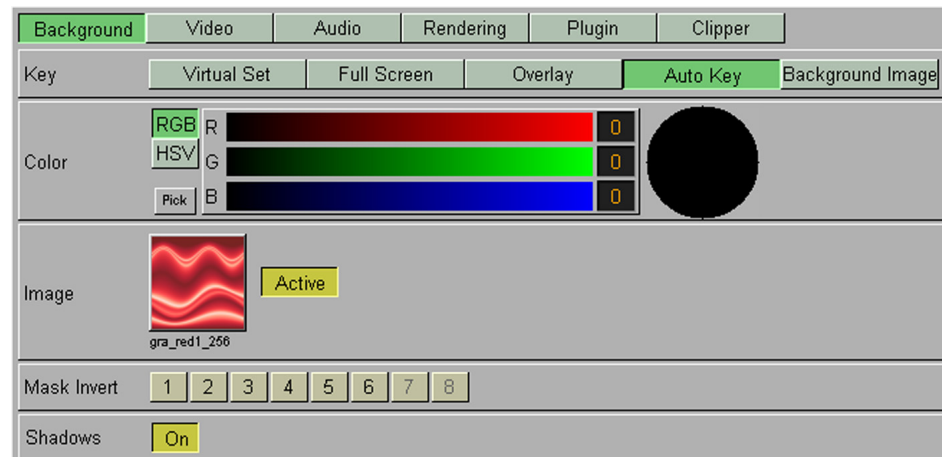 Background Video Audio Rendering Plugin Clipper
Key Virtual Set Full Screen Overlay Auto Key Background Image
RGB R 0
HSV
Color G 0
Pick B 0
Image Active
gra_red1_256
Mask Invert 1 2 3 4 5 6 7 8
Shadows On